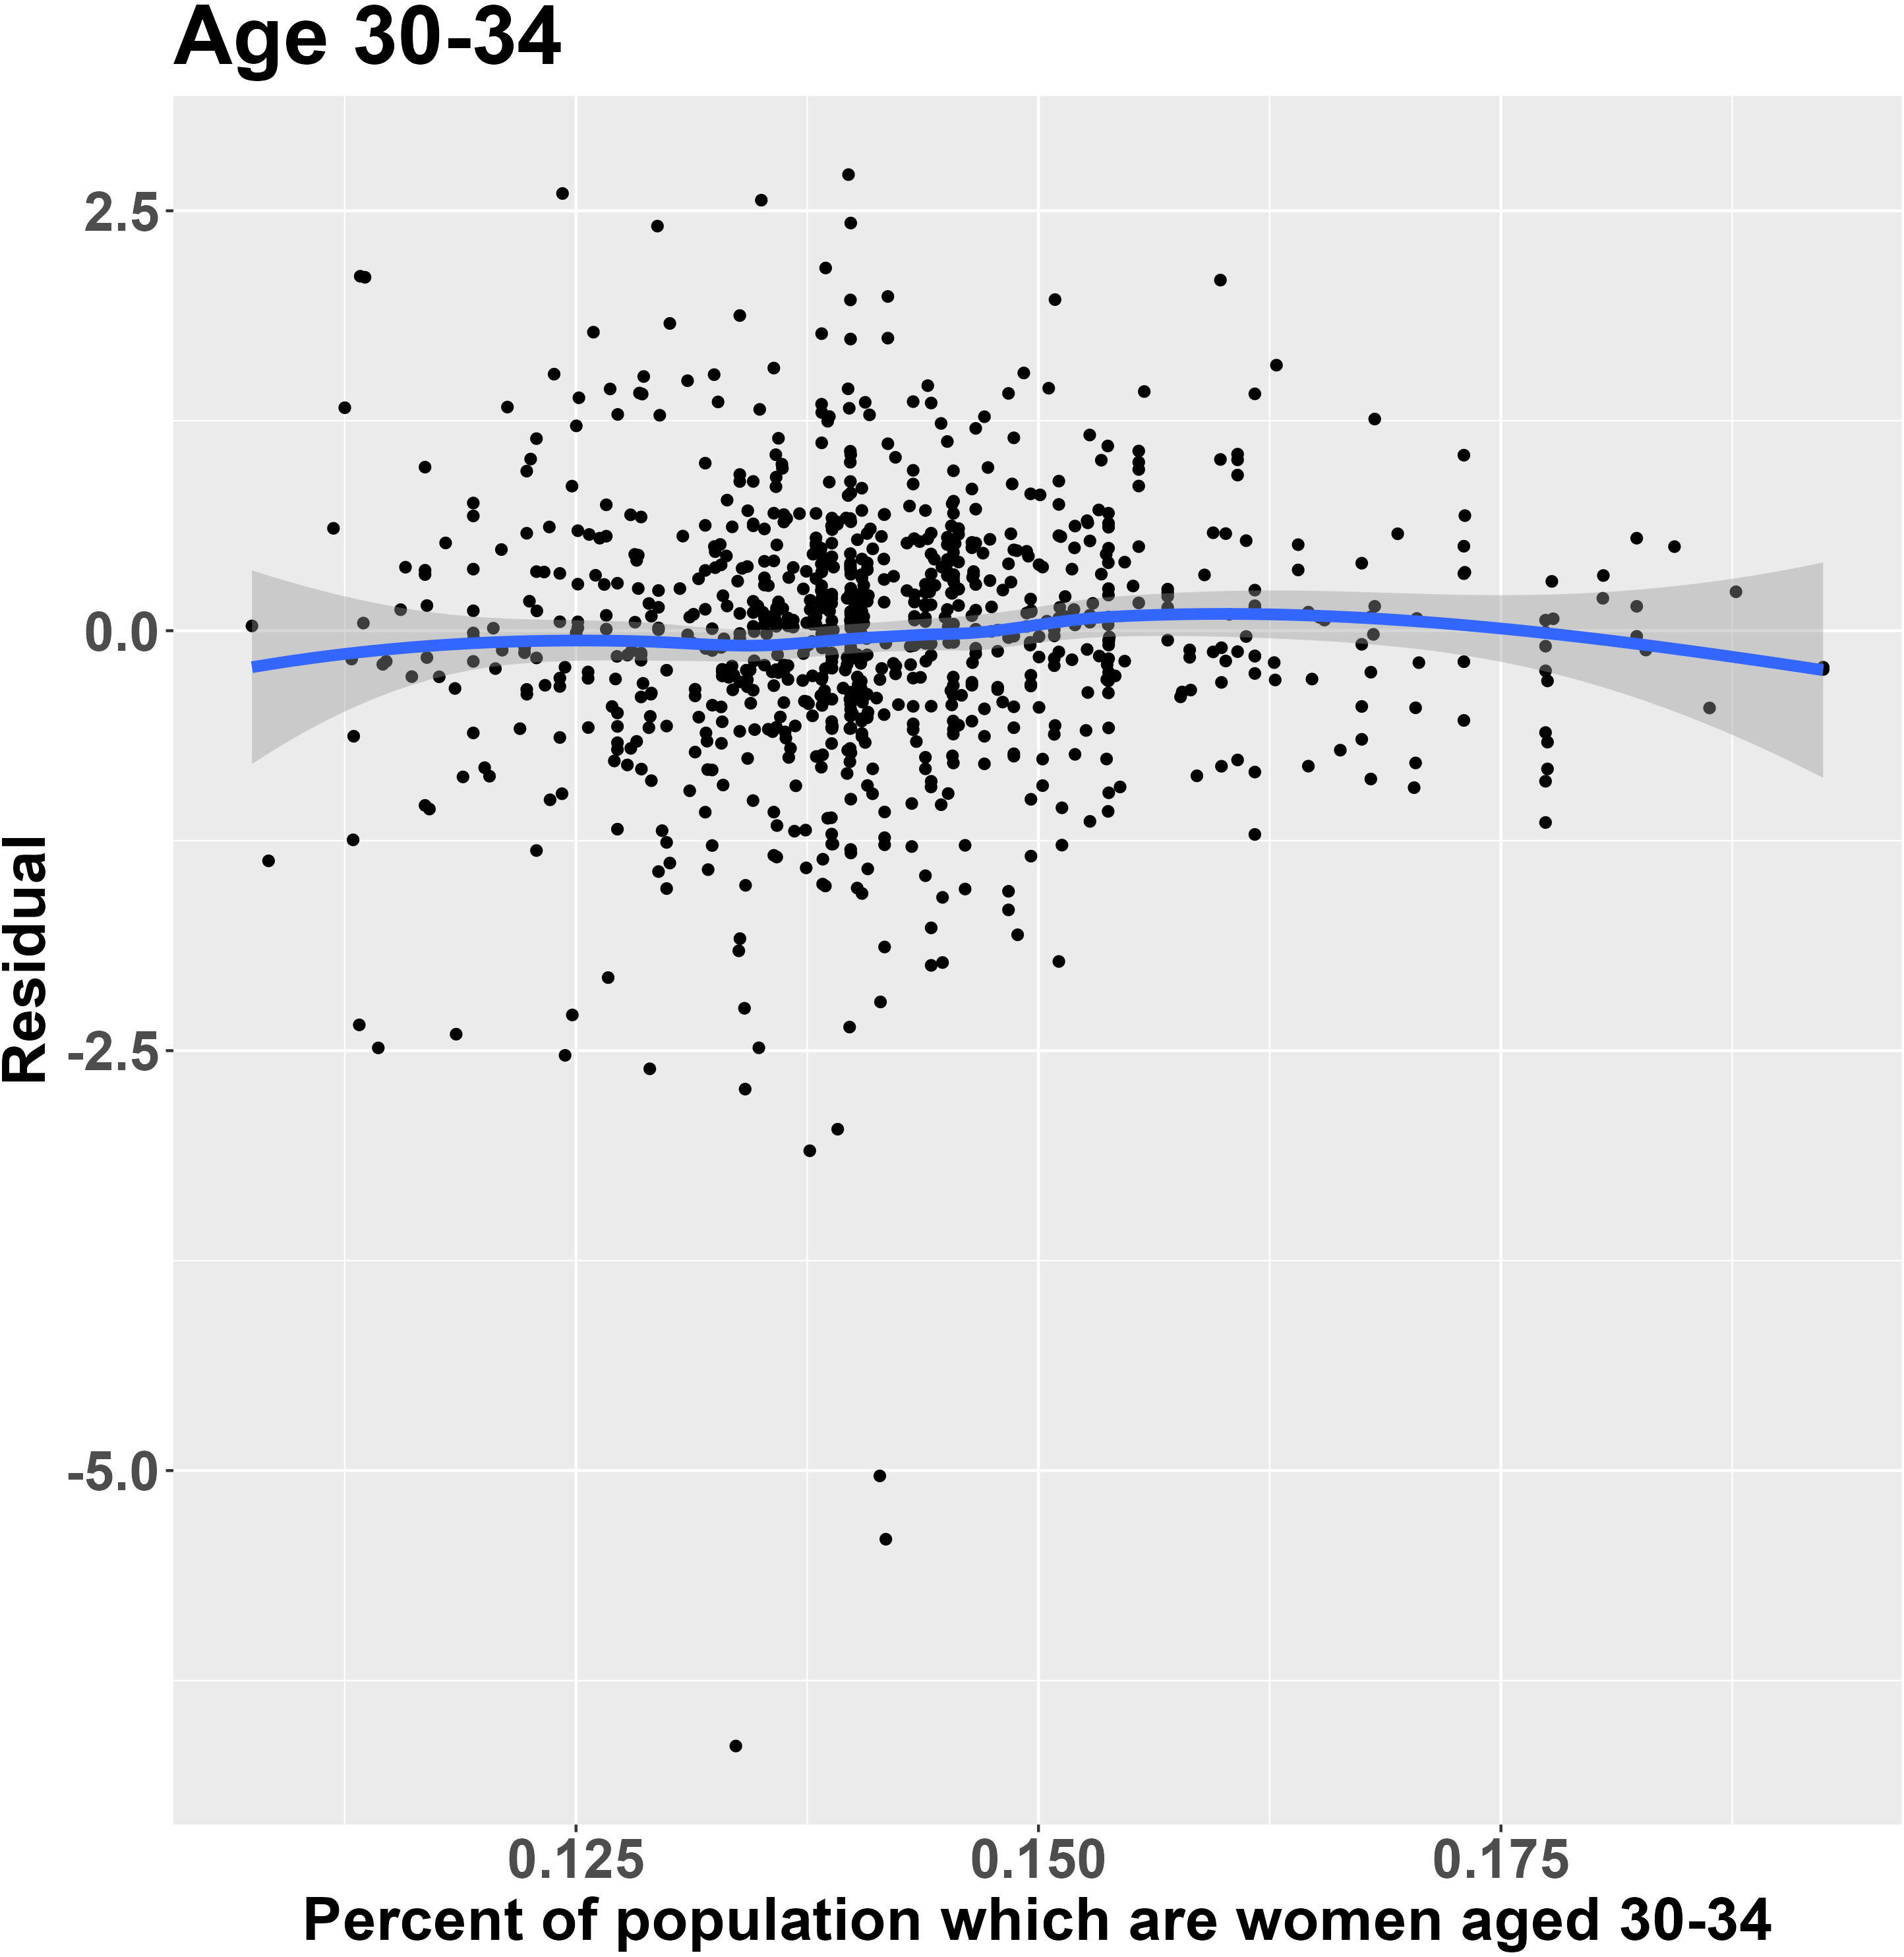 Age 30-34
2.5
0.0
-2.5
-5.0
Residual
0.125 0.150 0.175
Percent of population which are women aged 30-34